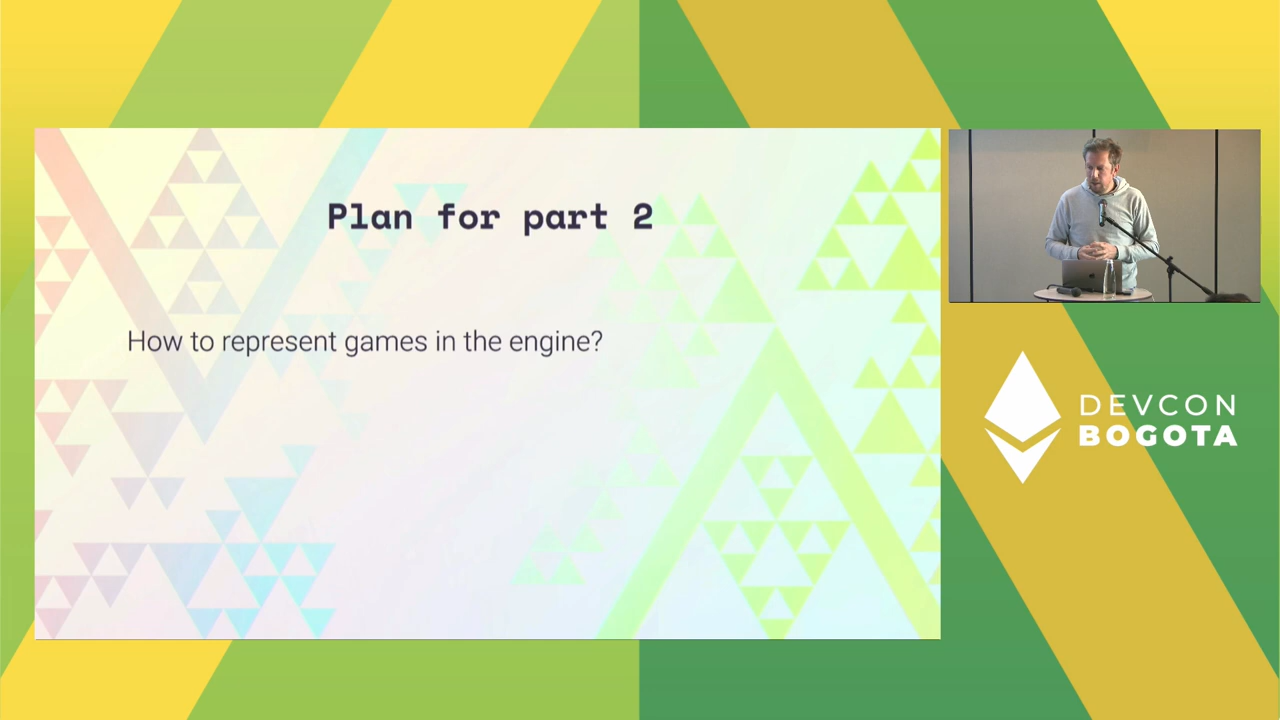 Plan for part 2
How to represent games in the engine?
DEVCON
BOGOTA